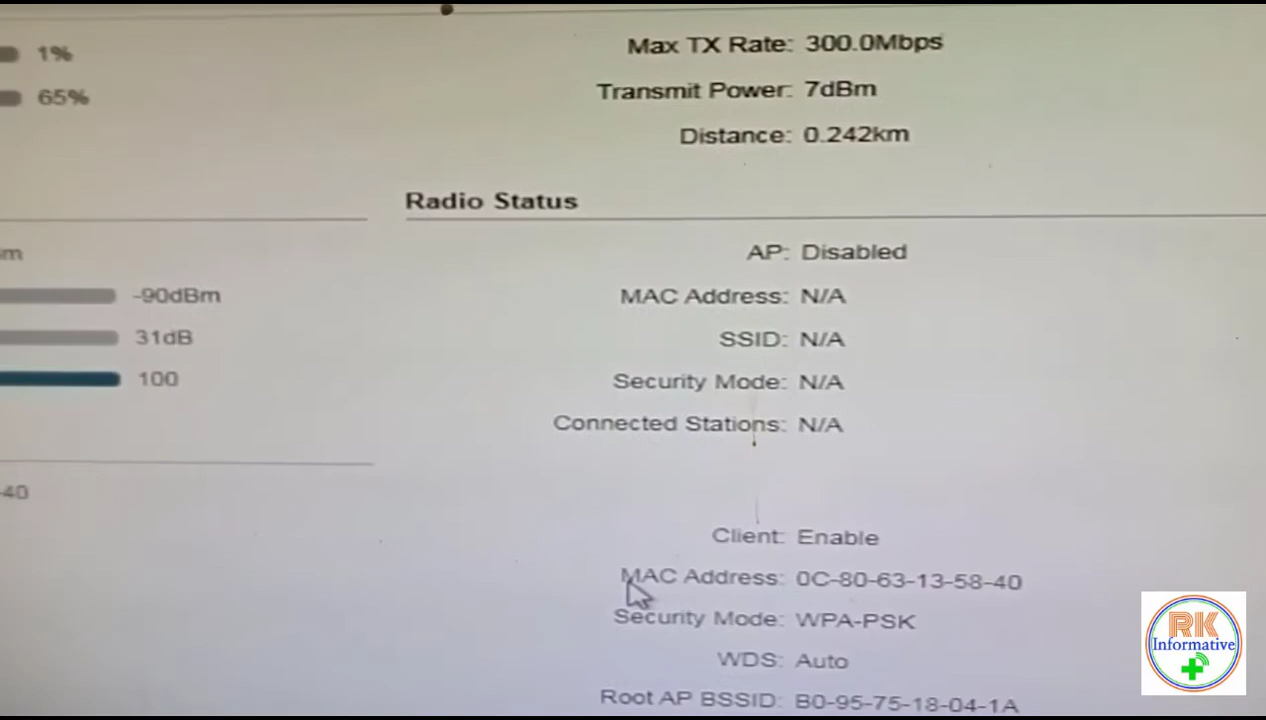 1%
65%
Max TX Rate: 300.0Mbps
Transmit Power: 7dBm
Distance: 0.242km
Radio Status
m
-90dBm
31dB
100
-40
AP: Disabled
MAC Address: N/A
SSID: N/A
Security Mode: N/A
Connected Stations: N/A
Client: Enable
MAC Address: 0C-80-63-13-58-40
Security Mode: WPA-PSK
WDS: Auto
Root AP BSSID: B0-95-75-18-04-1A
RK
Informative